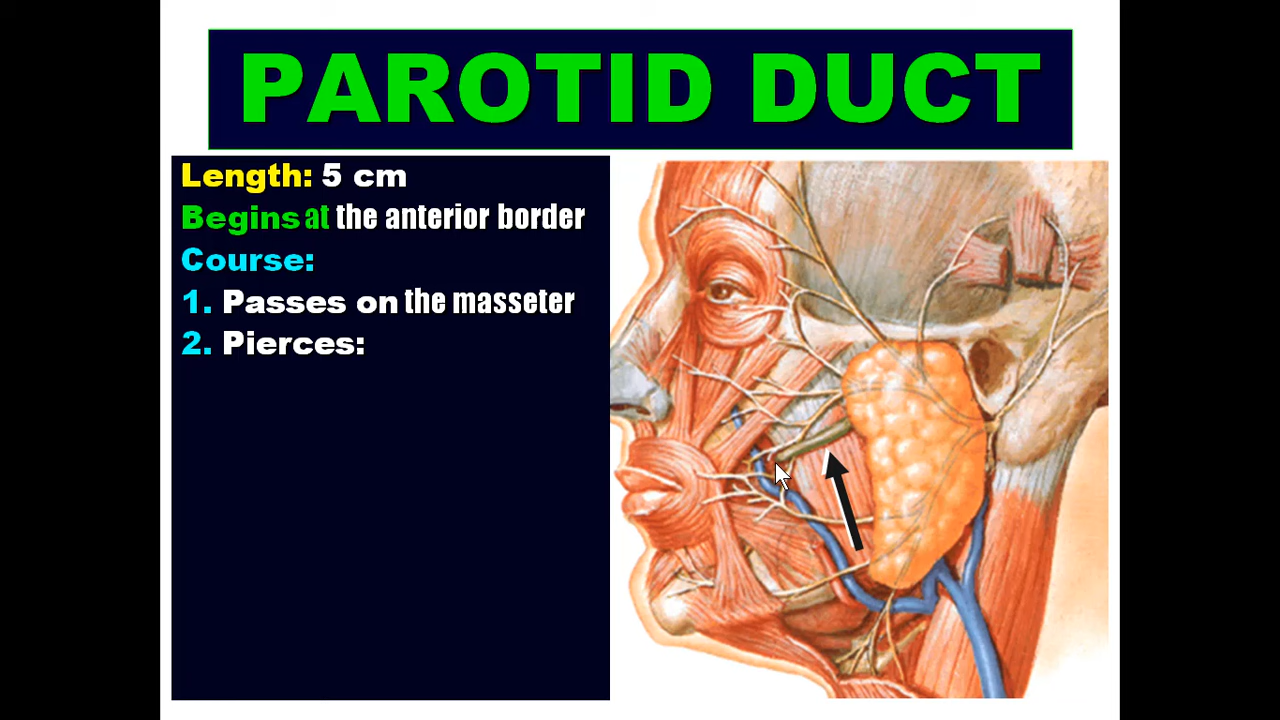 PAROTID DUCT
Length: 5 cm
Begins at the anterior border
Course:
1. Passes on the masseter
2. Pierces: